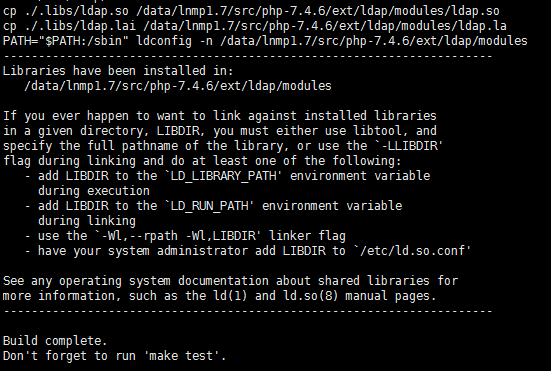 cp ./.libs/ldap.so /data/lnmp1.7/src/php-7.4.6/ext/ldap/modules/ldap.so
cp ./.libs/ldap.lai /data/lnmp1.7/src/php-7.4.6/ext/ldap/modules/ldap.la
PATH="$PATH:/sbin" ldconfig -n /data/lnmp1.7/src/php-7.4.6/ext/ldap/modules
----------------------------------------------------------------------
Libraries have been installed in:
   /data/lnmp1.7/src/php-7.4.6/ext/ldap/modules

If you ever happen to want to link against installed libraries
in a given directory, LIBDIR, you must either use libtool, and
specify the full pathname of the library, or use the `-LLIBDIR'
flag during linking and do at least one of the following:
   - add LIBDIR to the `LD_LIBRARY_PATH' environment variable
     during execution
   - add LIBDIR to the `LD_RUN_PATH' environment variable
     during linking
   - use the `-Wl,--rpath -Wl,LIBDIR' linker flag
   - have your system administrator add LIBDIR to `/etc/ld.so.conf'

See any operating system documentation about shared libraries for
more information, such as the ld(1) and ld.so(8) manual pages.
----------------------------------------------------------------------

Build complete.
Don't forget to run 'make test'.